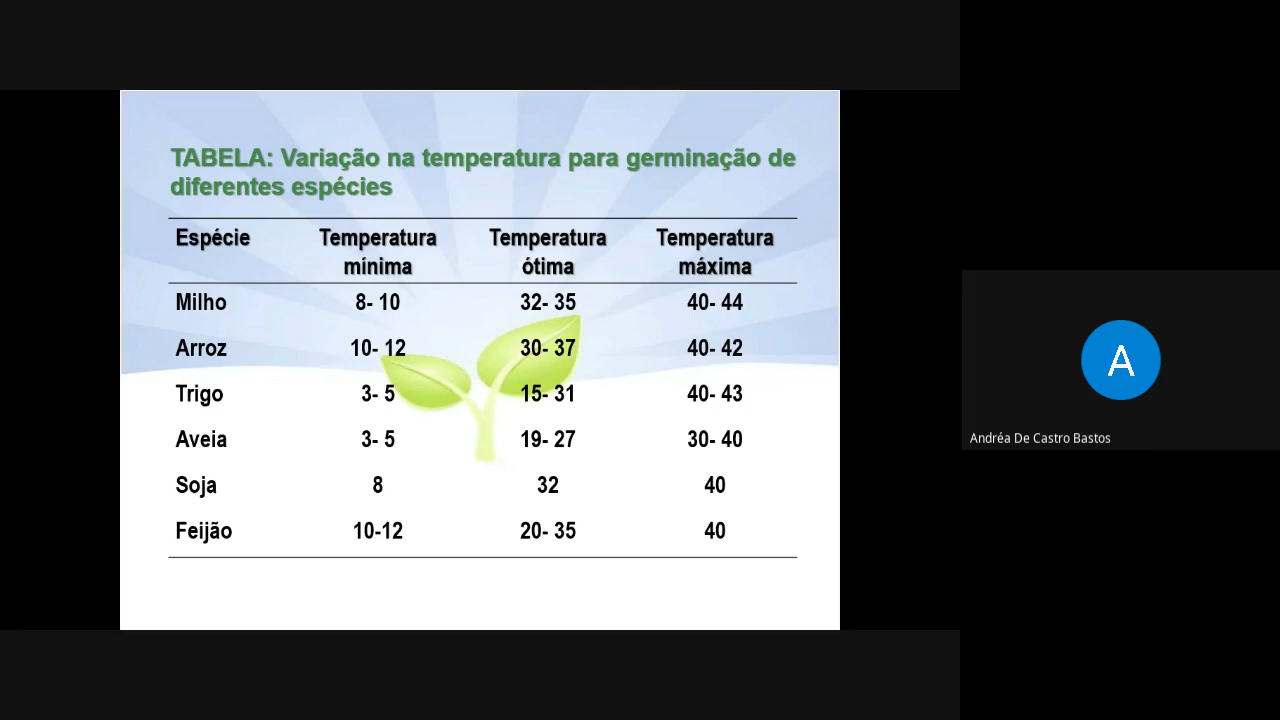 TABELA: Variação na temperatura para germinação de
diferentes espécies
Espécie Temperatura mínima Temperatura ótima Temperatura máxima
Milho 8- 10 32- 35 40- 44
Arroz 10- 12 30- 37 40- 42
Trigo 3- 5 15- 31 40- 43
Aveia 3- 5 19- 27 30- 40
Soja 8 32 40
Feijão 10-12 20- 35 40
A
Andréa De Castro Bastos